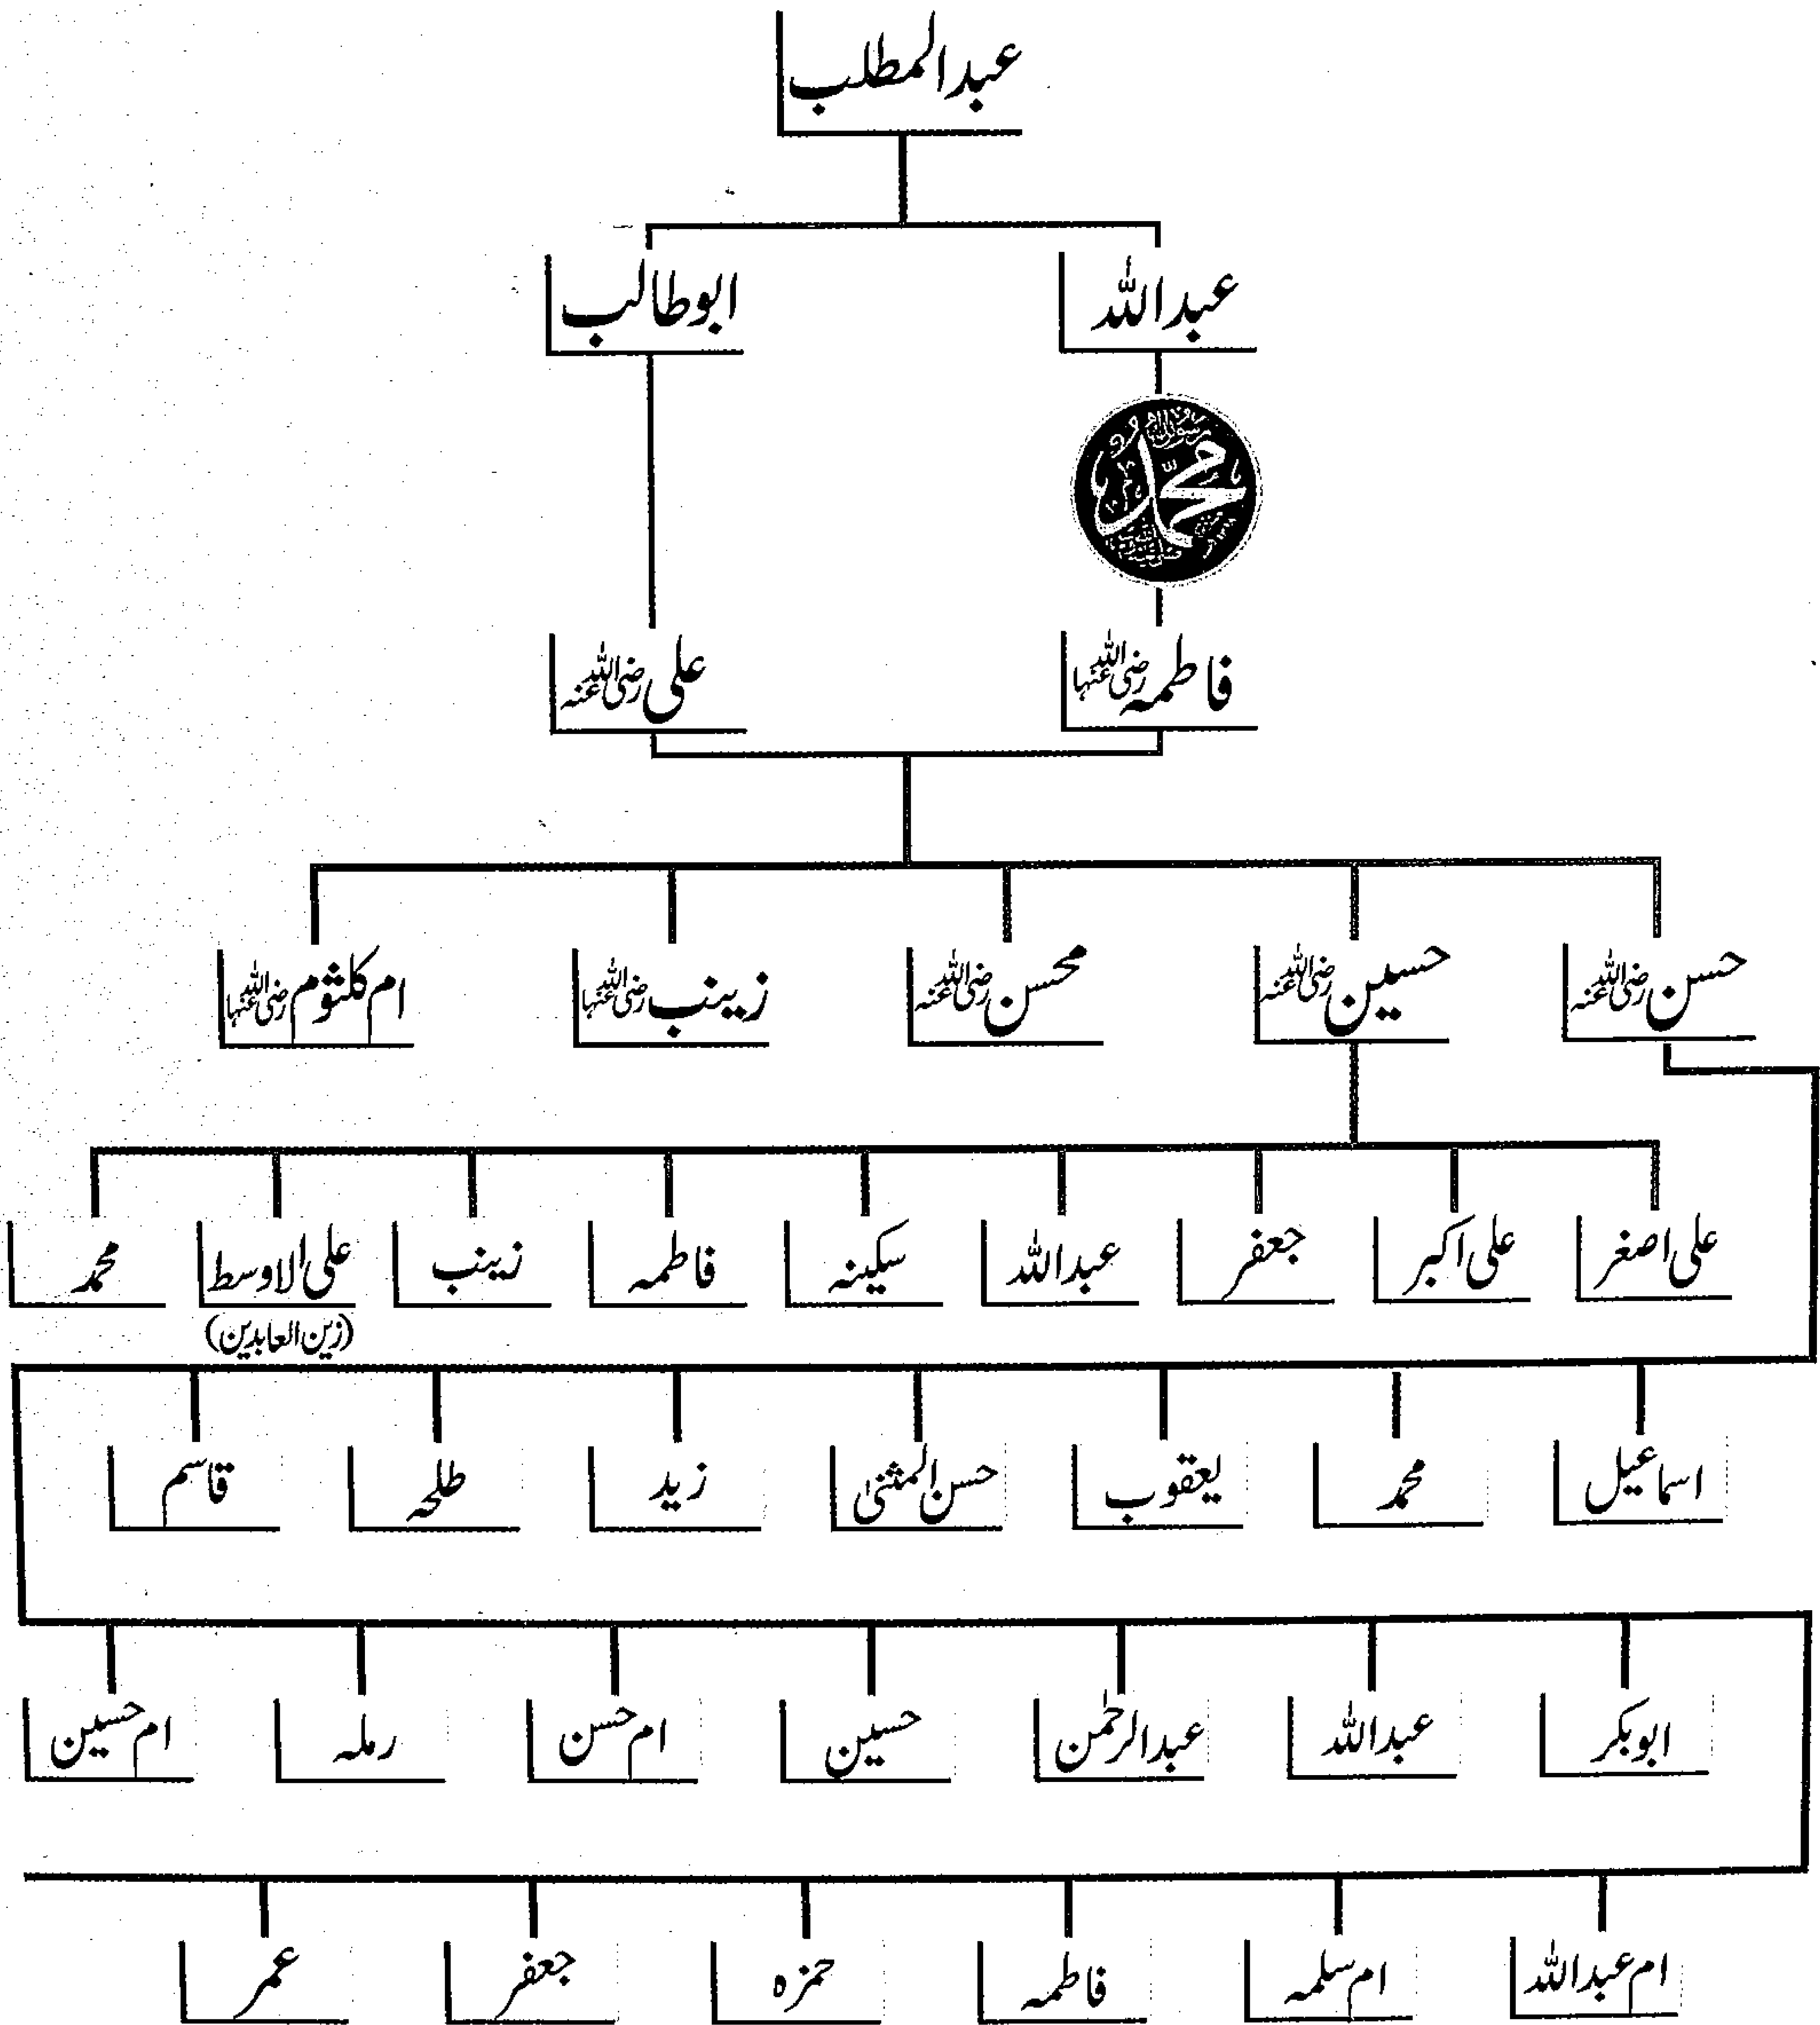 عبدالمطلب
عبداللہ ابوطالب
محمد
فاطمہ رضی اللہ عنہا علی رضی اللہ عنہ
حسن رضی اللہ عنہ حسین رضی اللہ عنہ محسن رضی اللہ عنہ زینب رضی اللہ عنہا ام کلثوم رضی اللہ عنہا
علی اصغر علی اکبر جعفر عبداللہ سکینہ فاطمہ زینب علی الاوسط محمد
(زین العابدین)
اسماعیل محمد یعقوب حسن المثنیٰ زید طلحہ قاسم
ابوبکر عبداللہ عبدالرحمٰن حسین ام حسن رملہ ام حسین
ام عبداللہ ام سلمہ فاطمہ حمزہ جعفر عمر